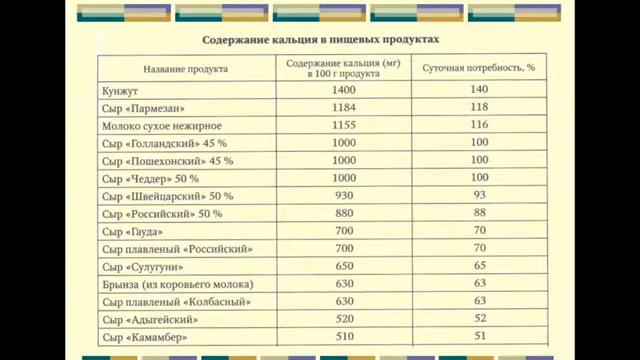 Содержание кальция в пищевых продуктах
Название продукта Содержание кальция (мг) в 100 г продукта Суточная потребность, %
Кунжут 1400 140
Сыр «Пармезан» 1184 118
Молоко сухое нежирное 1155 116
Сыр «Голландский» 45 % 1000 100
Сыр «Пошехонский» 45 % 1000 100
Сыр «Чеддер» 50 % 1000 100
Сыр «Швейцарский» 50 % 930 93
Сыр «Российский» 50 % 880 88
Сыр «Гауда» 700 70
Сыр плавленый «Российский» 700 70
Сыр «Сулугуни» 650 65
Брынза (из коровьего молока) 630 63
Сыр плавленый «Колбасный» 630 63
Сыр «Адыгейский» 520 52
Сыр «Камамбер» 510 51